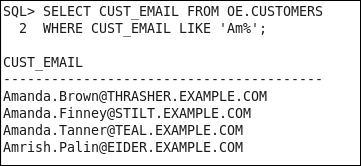 SQL> SELECT CUST_EMAIL FROM OE.CUSTOMERS
  2  WHERE CUST_EMAIL LIKE 'Am%';

CUST_EMAIL
----------------------------------------
Amanda.Brown@THRASHER.EXAMPLE.COM
Amanda.Finney@STILT.EXAMPLE.COM
Amanda.Tanner@TEAL.EXAMPLE.COM
Amrish.Palin@EIDER.EXAMPLE.COM